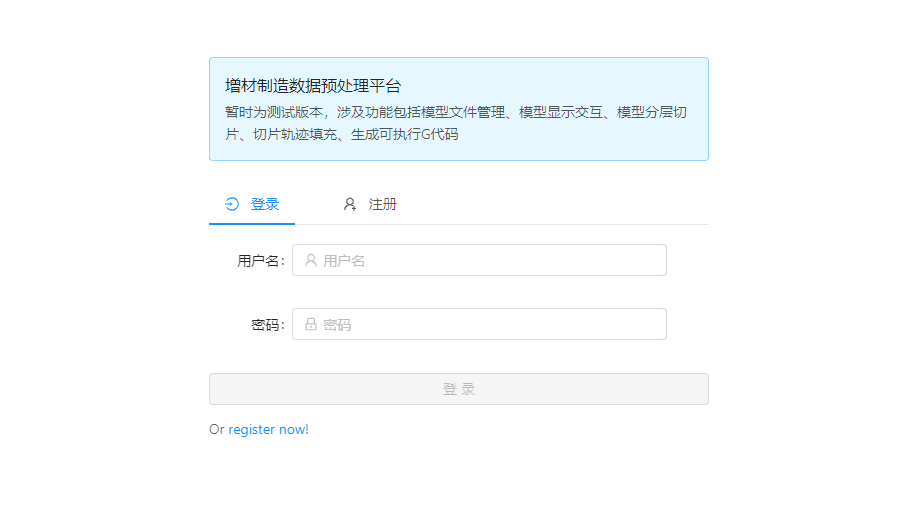 增材制造数据预处理平台
暂时为测试版本，涉及功能包括模型文件管理、模型显示交互、模型分层切
片、切片轨迹填充、生成可执行G代码
登录 注册
用户名: 用户名
密码: 密码
登 录
Or register now!